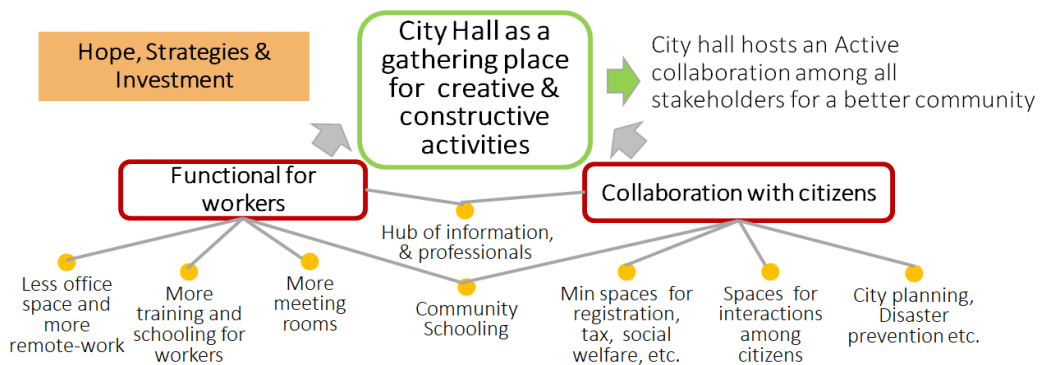 Hope, Strategies &
Investment
City Hall as a
gathering place
for creative &
constructive
activities
City hall hosts an Active
collaboration among all
stakeholders for a better community
Functional for
workers
Collaboration with citizens
Hub of information,
& professionals
Less office
space and
more
remote-work
More
training and
schooling for
workers
More
meeting
rooms
Community
Schooling
Min spaces for
registration,
tax, social
welfare, etc.
Spaces for
interactions
among
citizens
City planning,
Disaster
prevention etc.